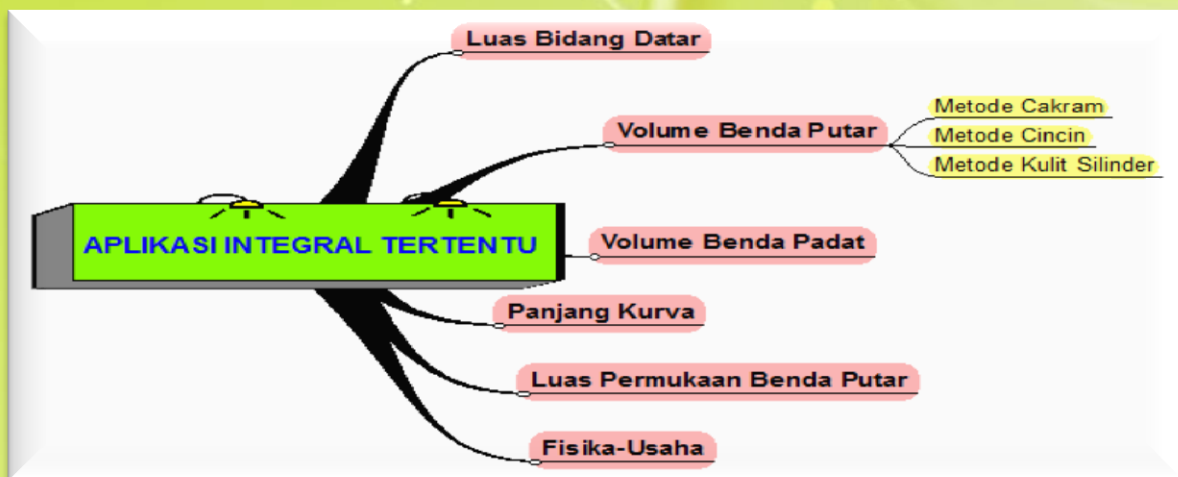 Luas Bidang Datar
Volume Benda Putar
Metode Cakram
Metode Cincin
Metode Kulit Silinder
APLIKASI INTEGRAL TERTENTU
Volume Benda Padat
Panjang Kurva
Luas Permukaan Benda Putar
Fisika-Usaha